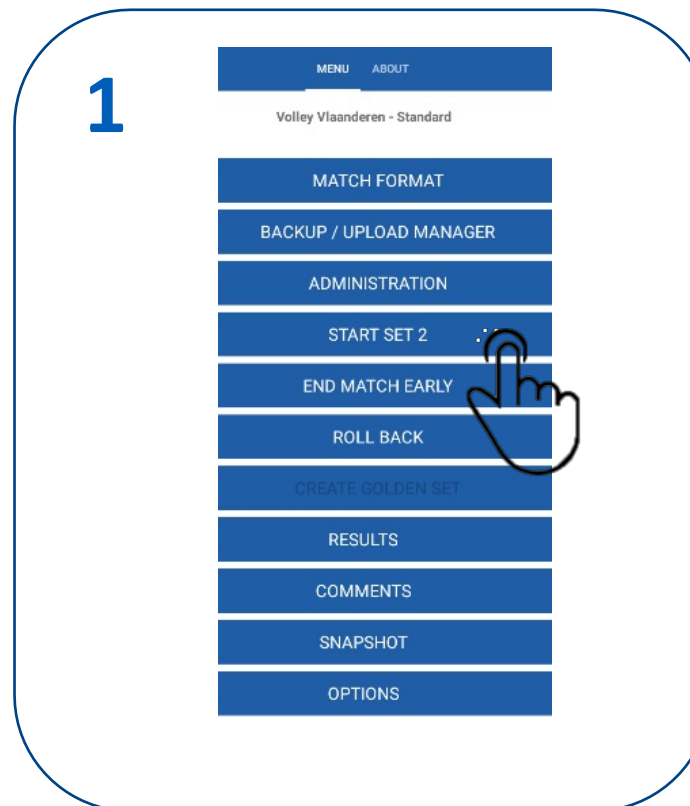 1
MENU ABOUT
Volley Vlaanderen - Standard
MATCH FORMAT
BACKUP / UPLOAD MANAGER
ADMINISTRATION
START SET 2
END MATCH EARLY
ROLL BACK
CREATE GOLDEN SET
RESULTS
COMMENTS
SNAPSHOT
OPTIONS